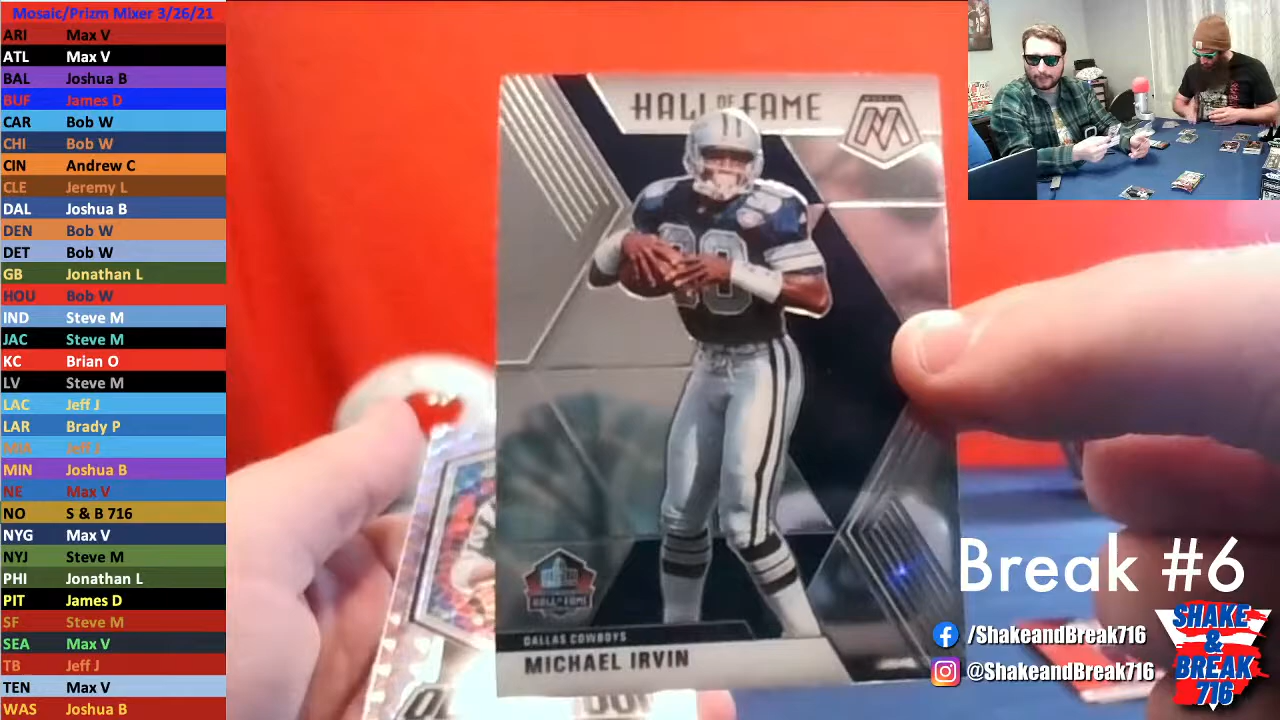 Mosaic/Prizm Mixer 3/26/21
ARI Max V
ATL Max V
BAL Joshua B
BUF James D
CAR Bob W
CHI Bob W
CIN Andrew C
CLE Jeremy L
DAL Joshua B
DEN Bob W
DET Bob W
GB Jonathan L
HOU Bob W
IND Steve M
JAC Steve M
KC Brian O
LV Steve M
LAC Jeff J
LAR Brady P
MIA Jeff J
MIN Joshua B
NE Max V
NO S & B 716
NYG Max V
NYJ Steve M
PHI Jonathan L
PIT James D
SF Steve M
SEA Max V
TB Jeff J
TEN Max V
WAS Joshua B
HALL OF FAME
HALL OF FAME
DALLAS COWBOYS
MICHAEL IRVIN
Break #6
/ShakeandBreak716
@ShakeandBreak716
SHAKE
&
BREAK
716